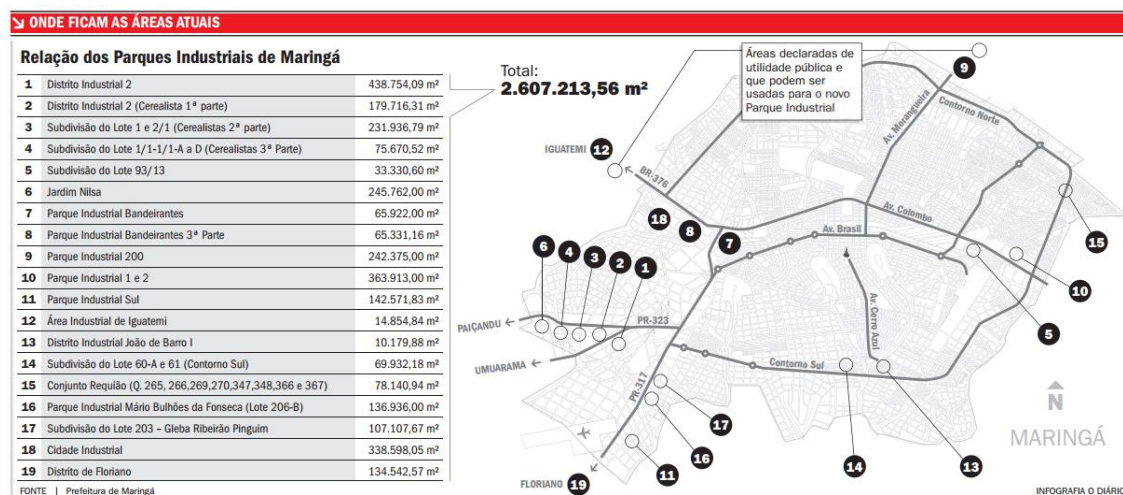 ONDE FICAM AS ÁREAS ATUAIS
Relação dos Parques Industriais de Maringá
1 Distrito Industrial 2 438.754,09 m²
2 Distrito Industrial 2 (Cerealista 1ª parte) 179.716,31 m²
3 Subdivisão do Lote 1 e 2/1 (Cerealistas 2ª parte) 231.936,79 m²
4 Subdivisão do Lote 1/1-1/1-A a D (Cerealistas 3ª Parte) 75.670,52 m²
5 Subdivisão do Lote 93/13 33.330,60 m²
6 Jardim Nilsa 245.762,00 m²
7 Parque Industrial Bandeirantes 65.922,00 m²
8 Parque Industrial Bandeirantes 3ª Parte 65.331,16 m²
9 Parque Industrial 200 242.375,00 m²
10 Parque Industrial 1 e 2 363.913,00 m²
11 Parque Industrial Sul 142.571,83 m²
12 Área Industrial de Iguatemi 14.854,84 m²
13 Distrito Industrial João de Barro I 10.179,88 m²
14 Subdivisão do Lote 60-A e 61 (Contorno Sul) 69.932,18 m²
15 Conjunto Requião (Q. 265, 266,269,270,347,348,366 e 367) 78.140,94 m²
16 Parque Industrial Mário Bulhões da Fonseca (Lote 206-B) 136.936,00 m²
17 Subdivisão do Lote 203 – Gleba Ribeirão Pinguim 107.107,67 m²
18 Cidade Industrial 338.598,05 m²
19 Distrito de Floriano 134.542,57 m²
FONTE | Prefeitura de Maringá
Total:
2.607.213,56 m²
Áreas declaradas de
utilidade pública e
que podem ser
usadas para o novo
Parque Industrial
9
Contorno Norte
Av. Morangueira
IGUATEMI 12
BR-376
18
8
7
Av. Colombo
Av. Brasil
15
10
5
6
4
3
2
1
PAIÇANDU
PR-323
UMUARAMA
Av. Cerro Azul
Contorno Sul
PR-317
17
16
11
14
13
FLORIANO 19
N
MARINGÁ
INFOGRAFIA O DIÁRIO